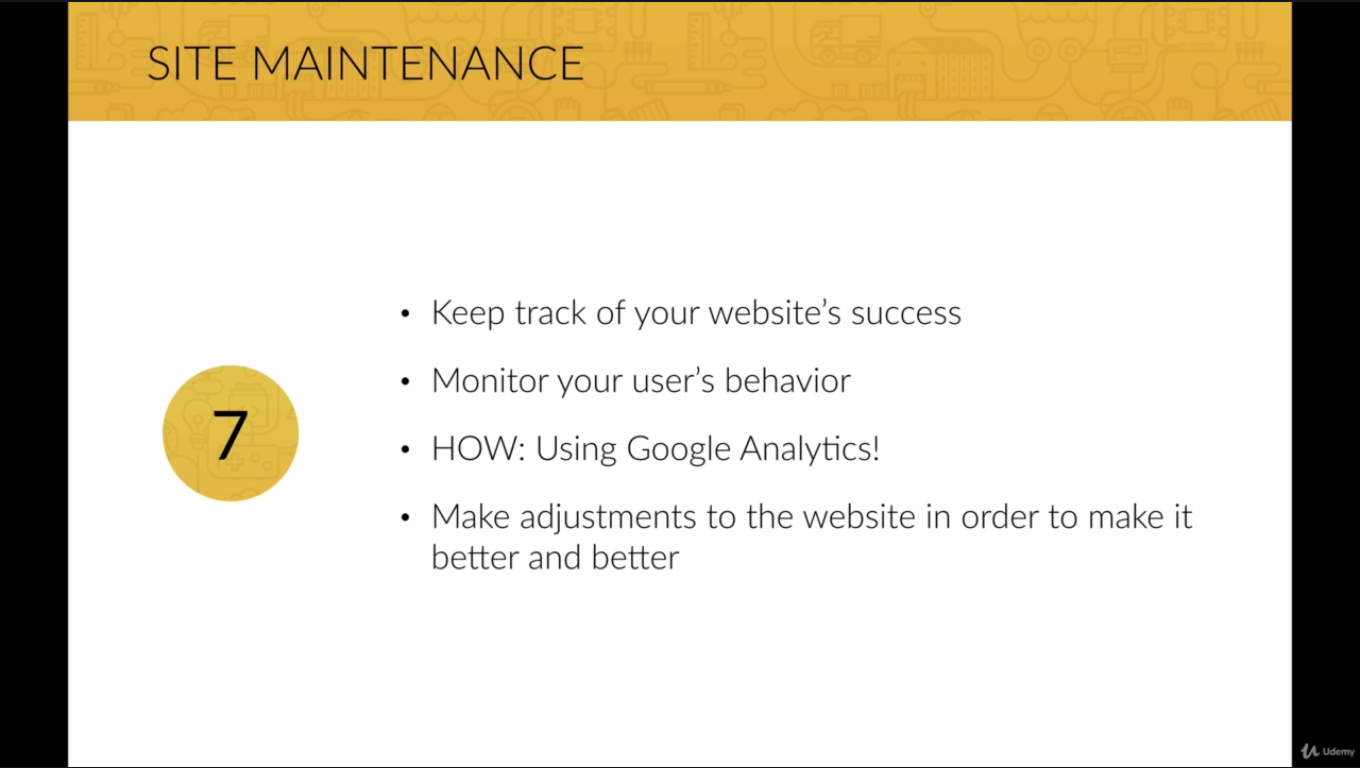 SITE MAINTENANCE
7
• Keep track of your website’s success
• Monitor your user’s behavior
• HOW: Using Google Analytics!
• Make adjustments to the website in order to make it
better and better
Udemy